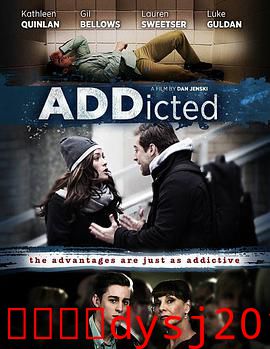 Kathleen Gil Lauren Luke
QUINLAN BELLOWS SWEETSER GULDAN
A FILM BY DAN JENSKI
ADDicted
the advantages are just as addictive
dysj20